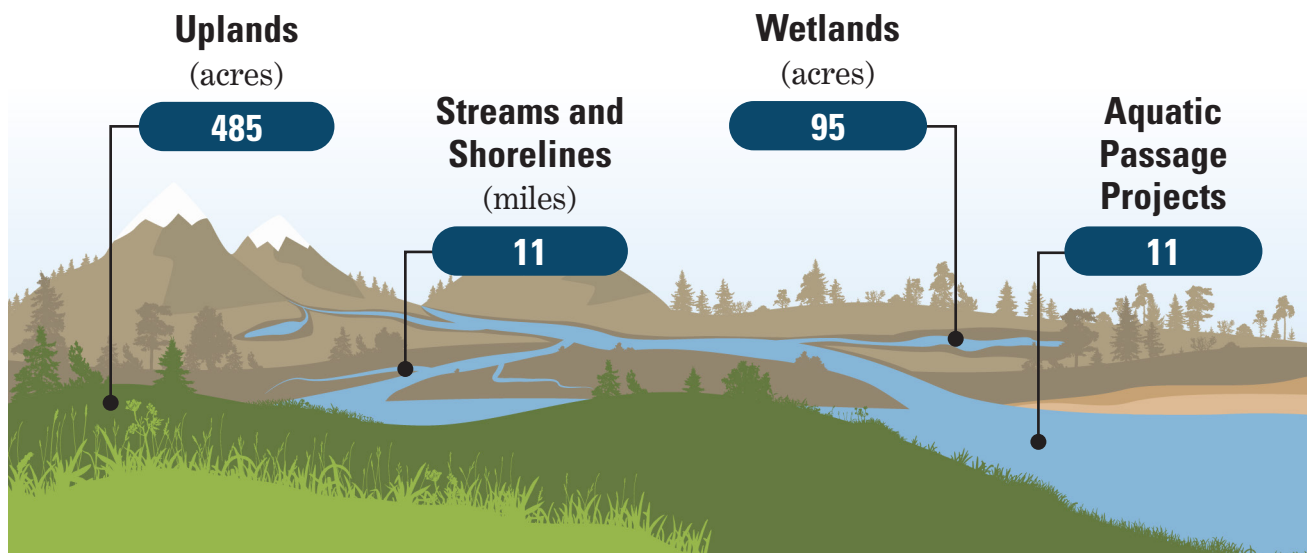 Uplands
(acres)
485
Streams and
Shorelines
(miles)
11
Wetlands
(acres)
95
Aquatic
Passage
Projects
11